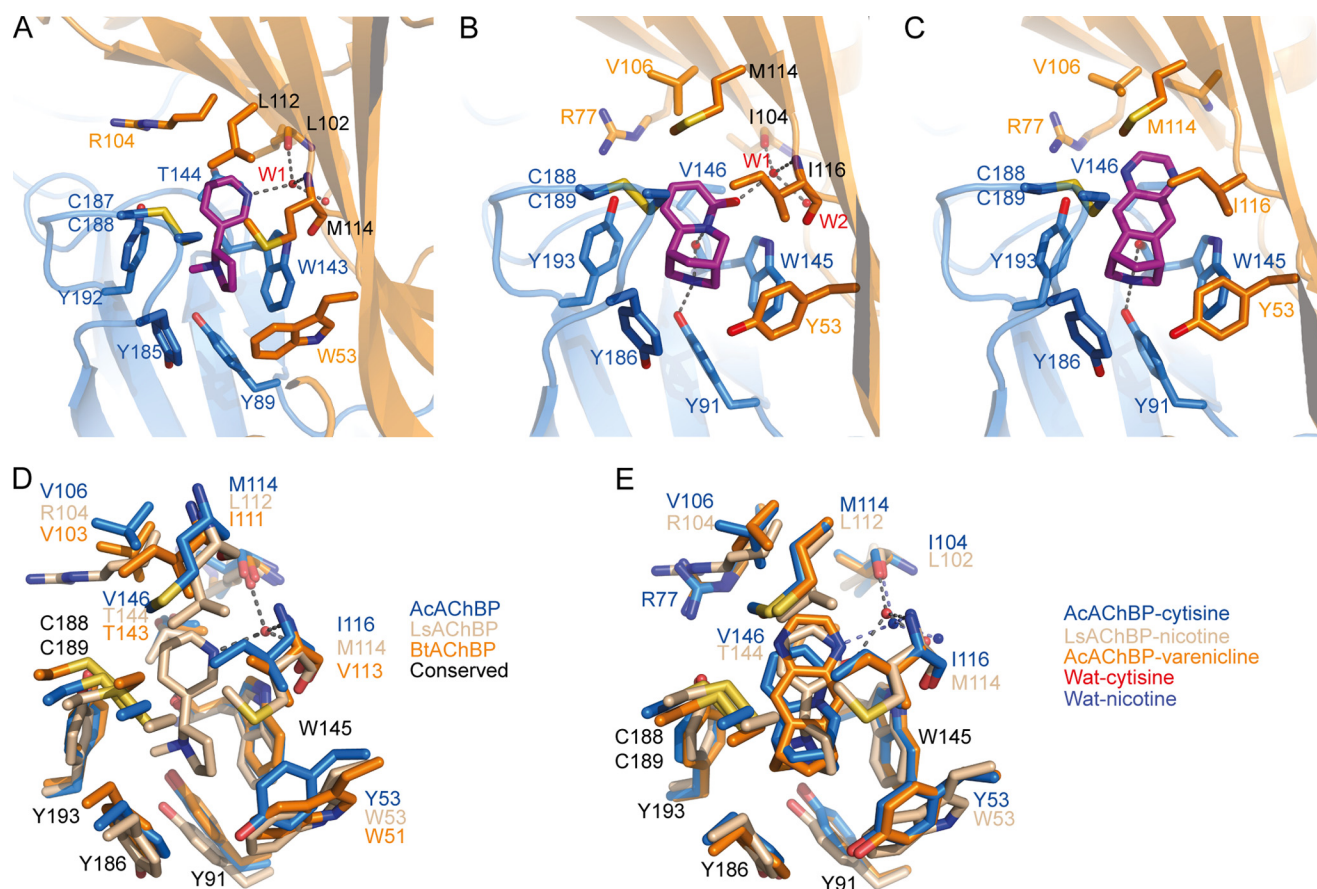 A
L112
L102
R104
T144
W1
C187
C188
M114
W143
Y192
W53
Y185
Y89
B
V106
M114
R77
I104
W1
C188
V146
I116
C189
W2
Y193
W145
Y53
Y186
Y91
C
V106
R77
M114
C188
V146
C189
I116
Y193
W145
Y53
Y186
Y91
D
V106
R104
V103
M114
L112
I111
V146
T144
T143
C188
C189
I116
M114
V113
W145
Y193
Y53
W53
W51
Y186
Y91
AcAChBP
LsAChBP
BtAChBP
Conserved
E
V106
R104
M114
L112
I104
L102
R77
V146
T144
I116
M114
C188
C189
W145
Y193
Y53
W53
Y186
Y91
AcAChBP-cytisine
LsAChBP-nicotine
AcAChBP-varenicline
Wat-cytisine
Wat-nicotine